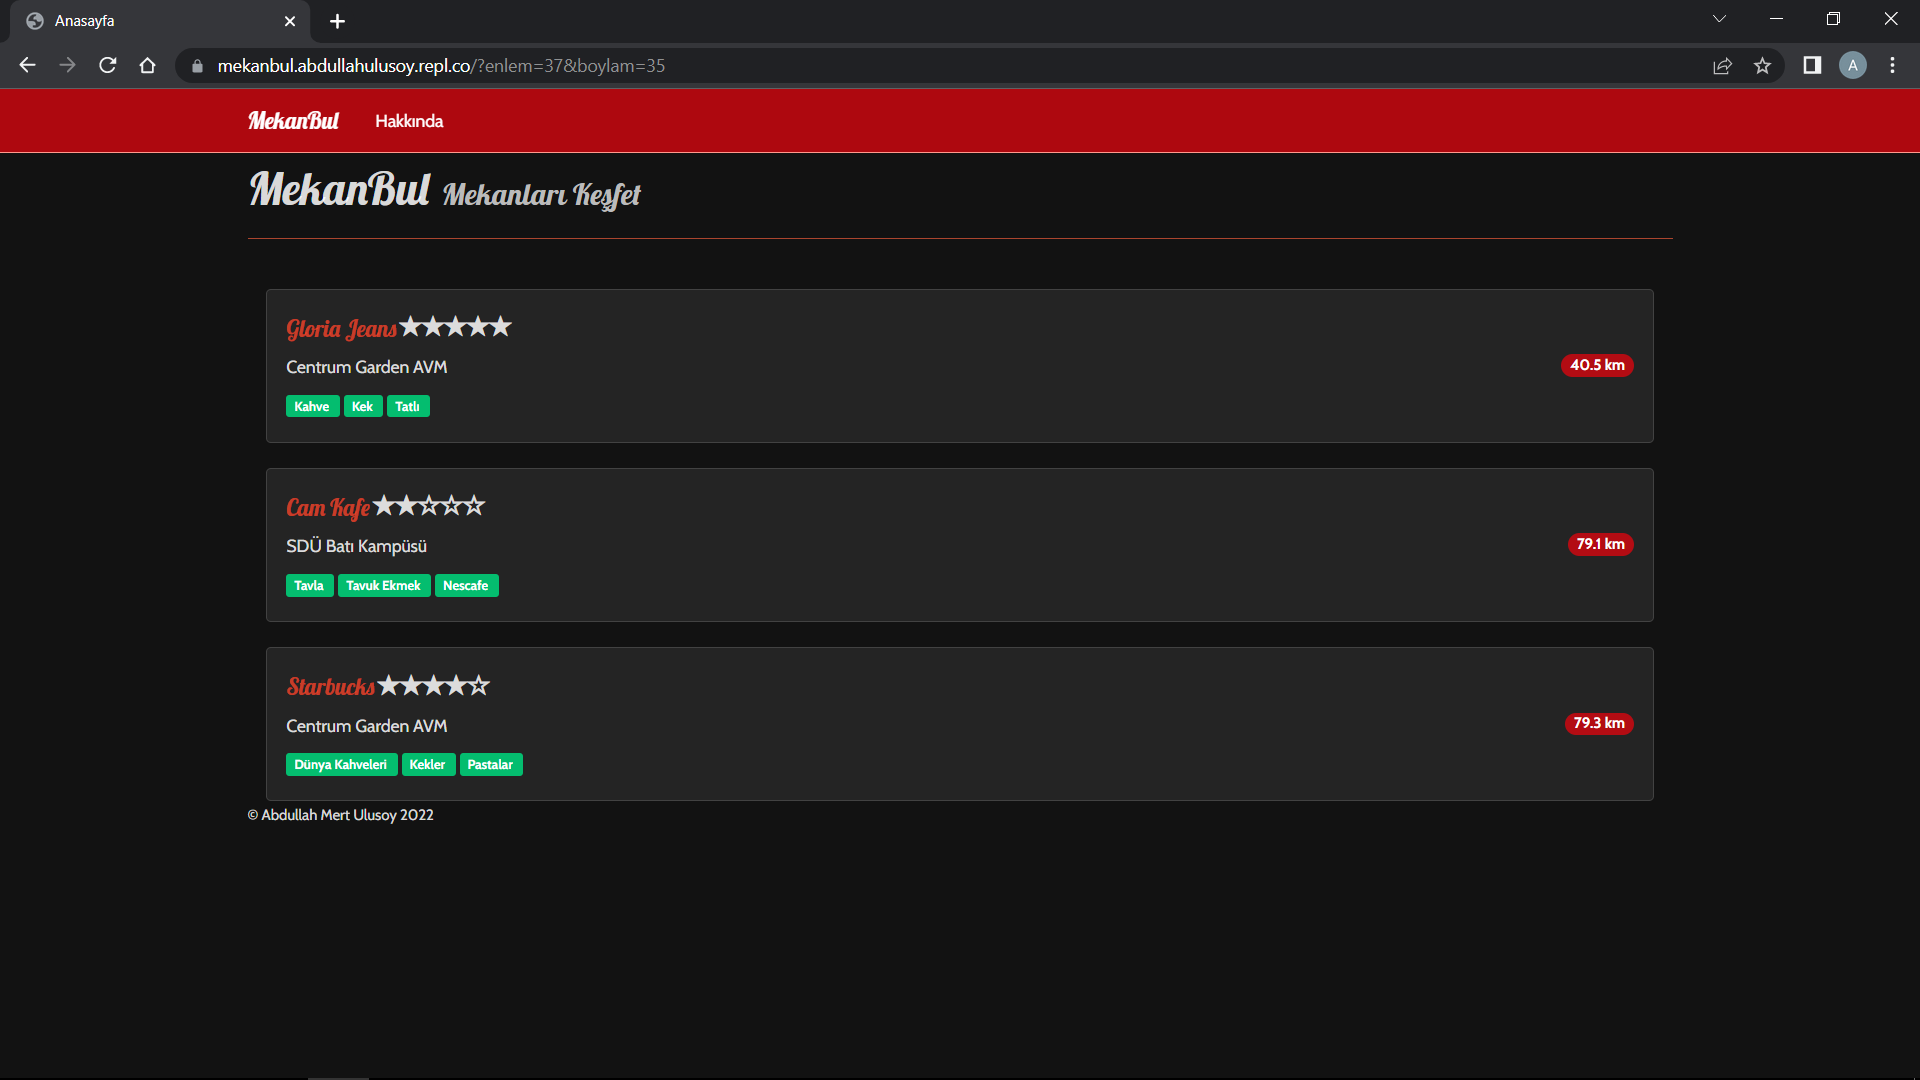 Anasayfa
mekanbul.abdullahulusoy.repl.co/?enlem=37&boylam=35
A
MekanBul Hakkında
MekanBul Mekanları Keşfet
Gloria Jeans ★★★★★
Centrum Garden AVM
40.5 km
Kahve Kek Tatlı
Cam Kafe ★★☆☆☆
SDÜ Batı Kampüsü
79.1 km
Tavla Tavuk Ekmek Nescafe
Starbucks ★★★★☆
Centrum Garden AVM
79.3 km
Dünya Kahveleri Kekler Pastalar
© Abdullah Mert Ulusoy 2022